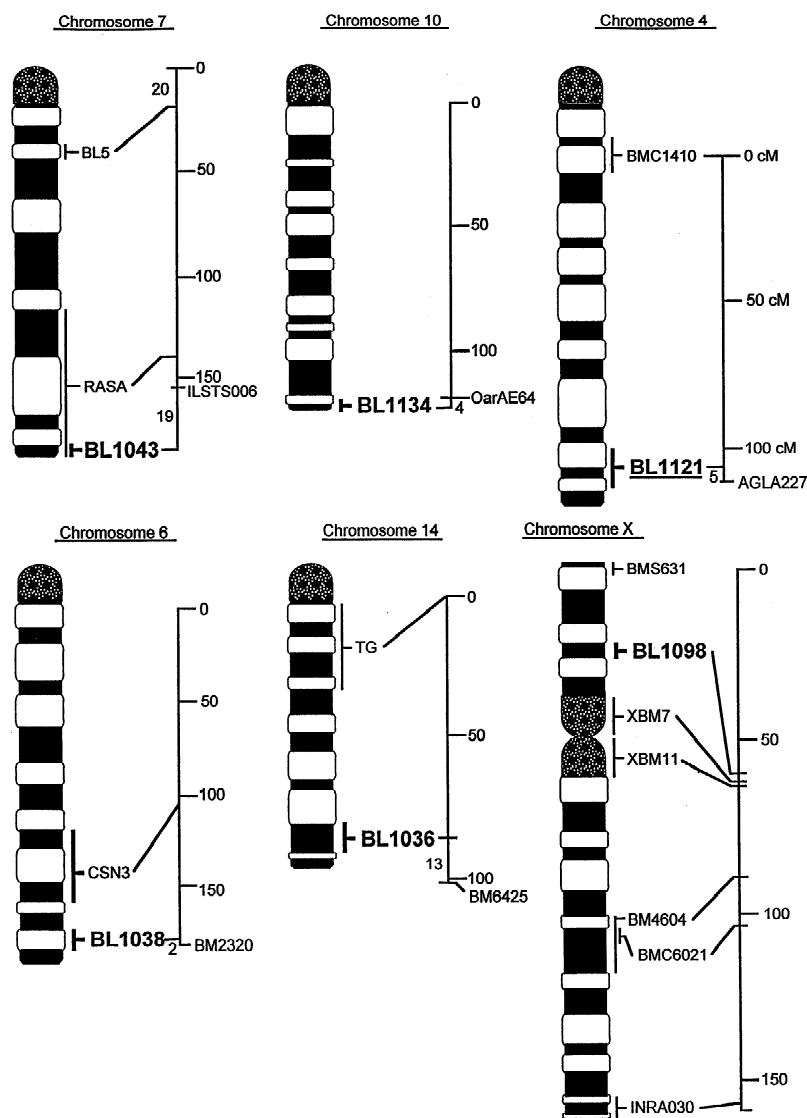 Chromosome 7
20
0
BL5
50
100
150
RASA
ILSTS006
19
BL1043
Chromosome 10
0
50
100
OarAE64
BL1134
4
Chromosome 4
BMC1410
0 cM
50 cM
100 cM
BL1121
5
AGLA227
Chromosome 6
0
50
100
CSN3
150
BL1038
2
BM2320
Chromosome 14
0
TG
50
BL1036
13
100
BM6425
Chromosome X
BMS631
0
BL1098
XBM7
50
XBM11
BM4604
100
BMC6021
150
INRA030